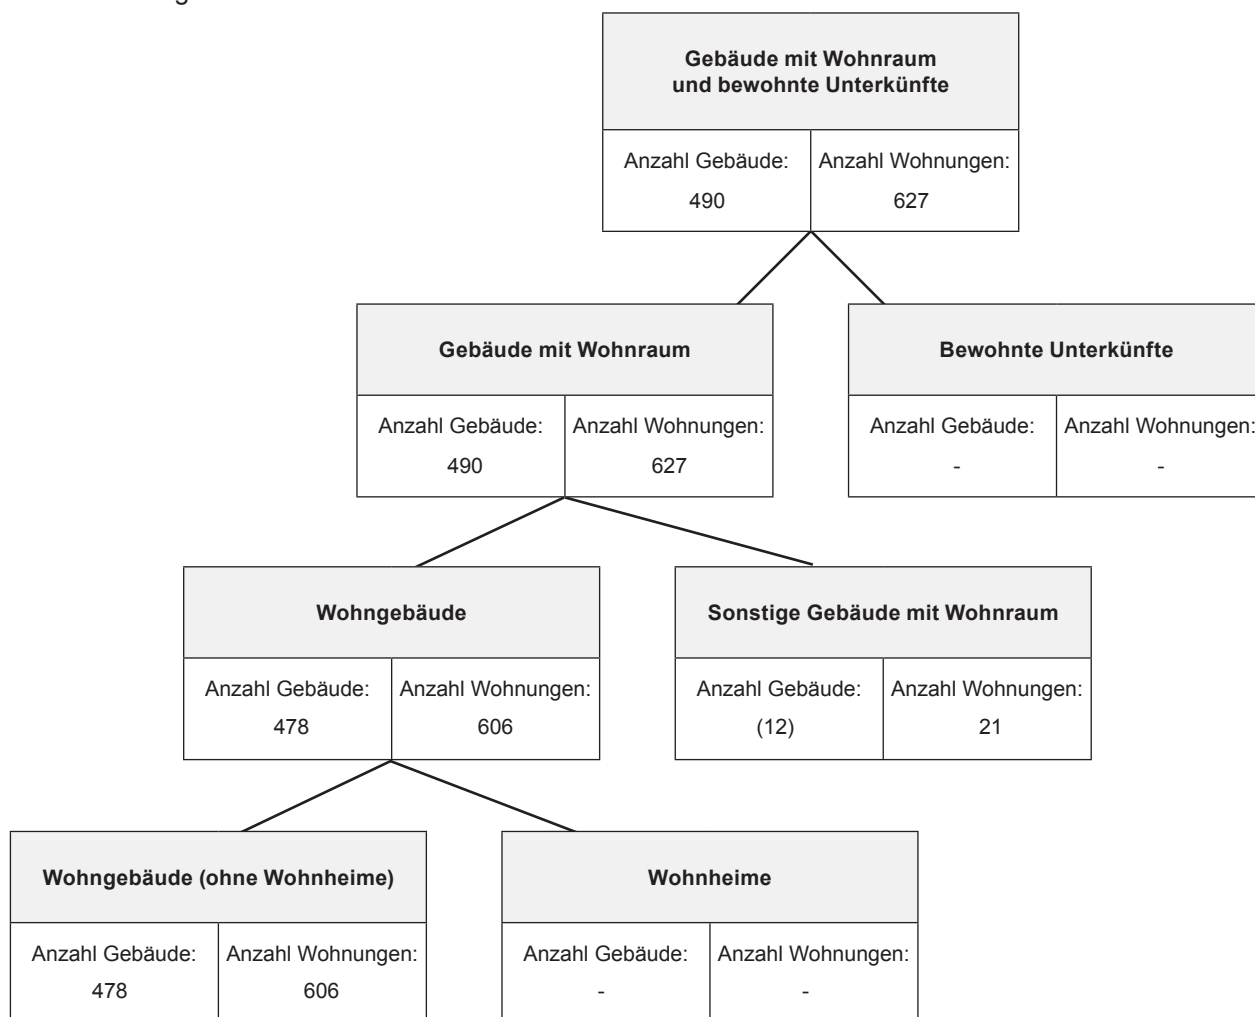 Gebäude mit Wohnraum
und bewohnte Unterkünfte
Anzahl Gebäude:
490
Anzahl Wohnungen:
627
Gebäude mit Wohnraum
Anzahl Gebäude:
490
Anzahl Wohnungen:
627
Bewohnte Unterkünfte
Anzahl Gebäude:
-
Anzahl Wohnungen:
-
Wohngebäude
Anzahl Gebäude:
478
Anzahl Wohnungen:
606
Sonstige Gebäude mit Wohnraum
Anzahl Gebäude:
(12)
Anzahl Wohnungen:
21
Wohngebäude (ohne Wohnheime)
Anzahl Gebäude:
478
Anzahl Wohnungen:
606
Wohnheime
Anzahl Gebäude:
-
Anzahl Wohnungen:
-